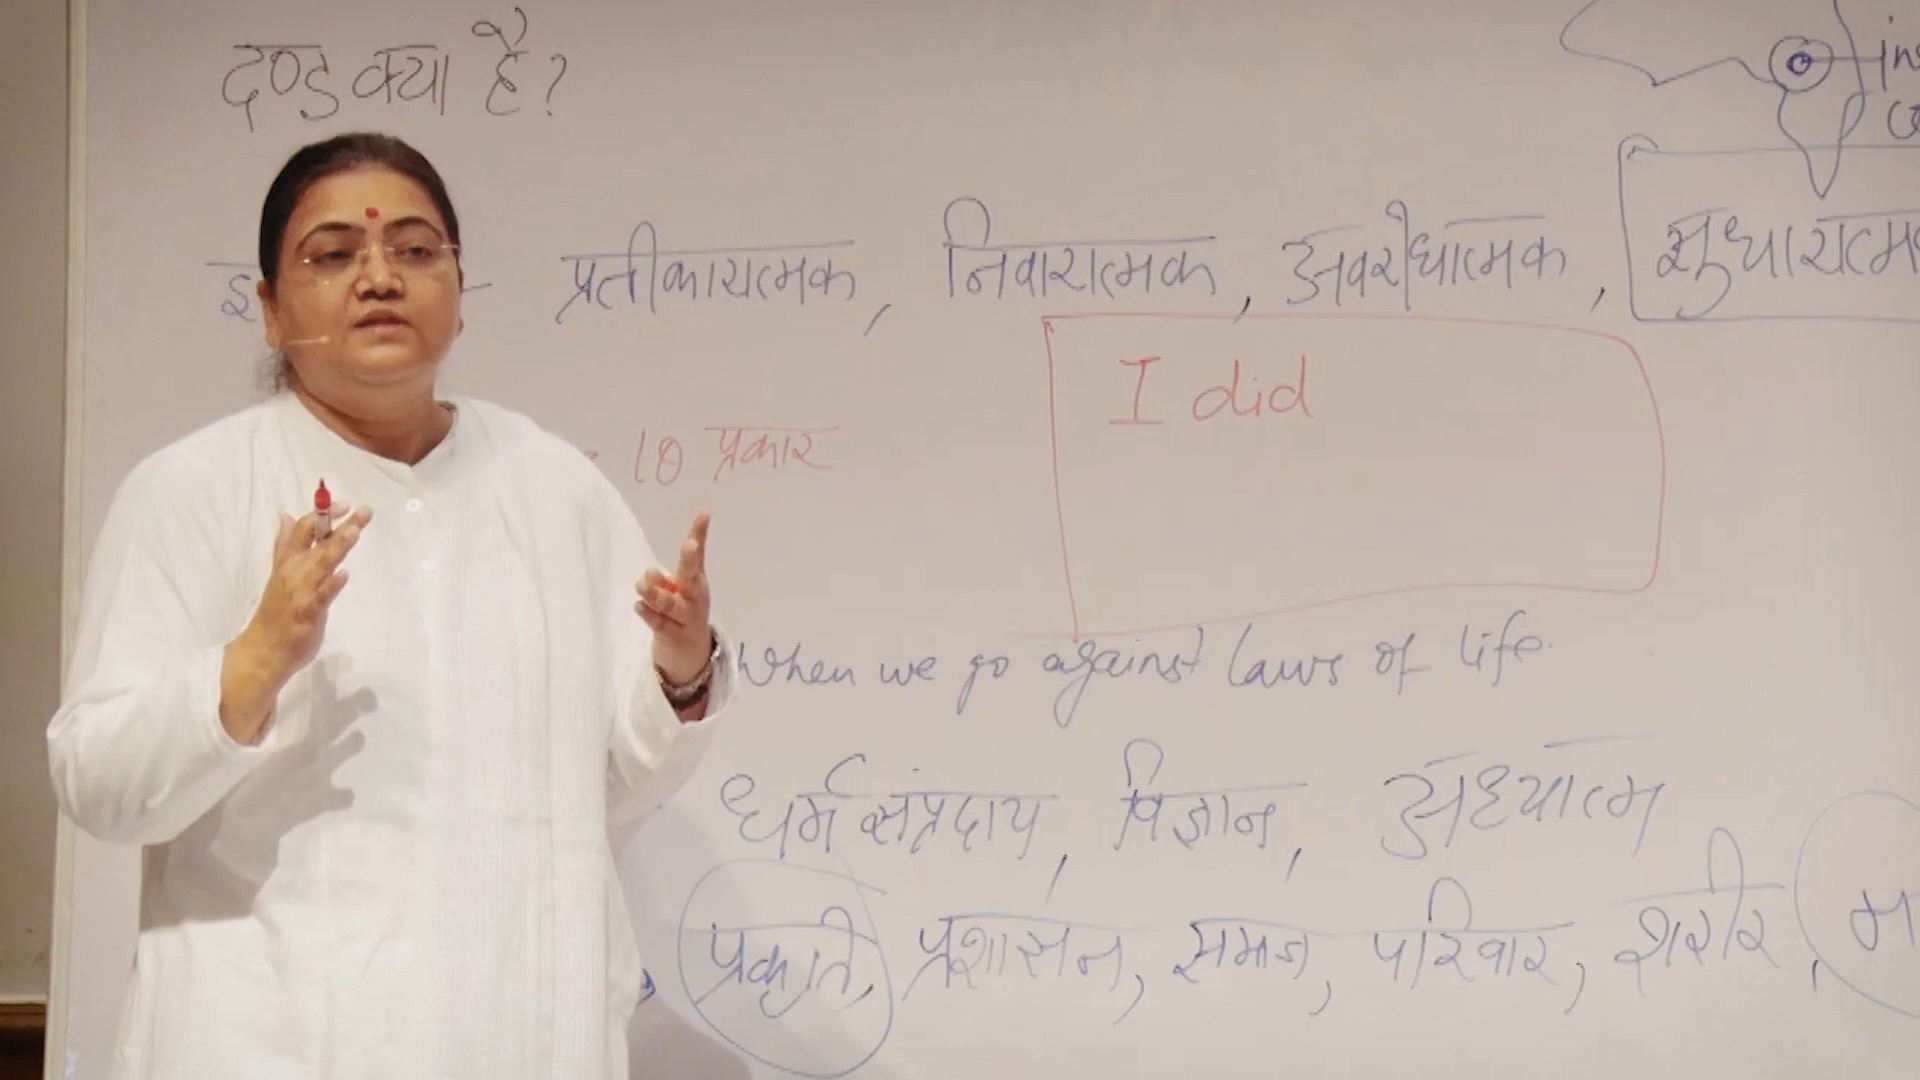 दण्ड क्या है?
प्रतीकारात्मक, निवारात्मक, अवरोधात्मक,
I did
10 प्रकार
When we go against laws of life.
धर्म संप्रदाय, विज्ञान, अध्यात्म
प्रकृति, प्रशासन, समाज, परिवार, शरीर,